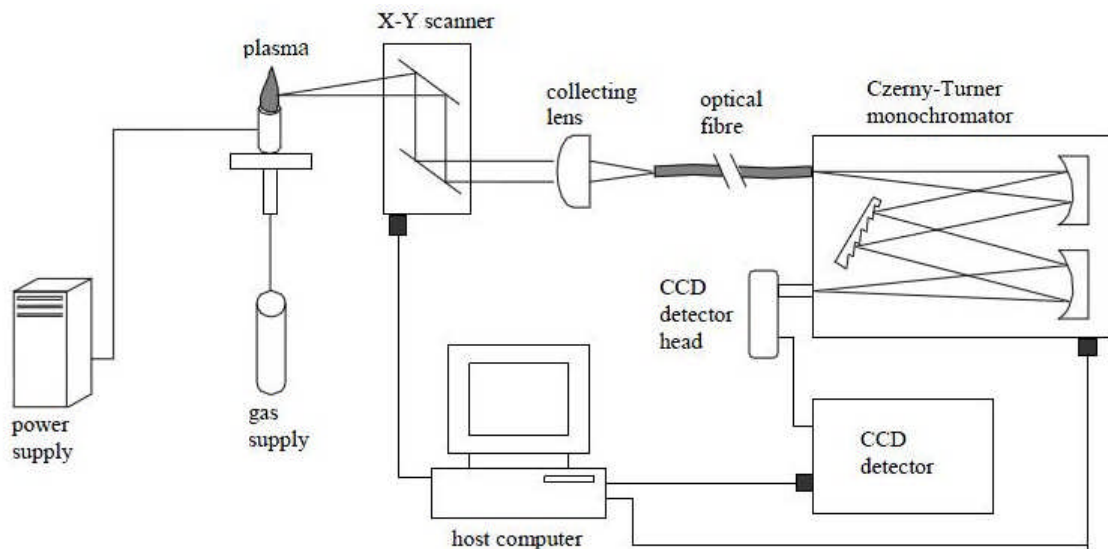 X-Y scanner
plasma
collecting
lens
optical
fibre
Czerny-Turner
monochromator
CCD
detector
head
power
supply
gas
supply
CCD
detector
host computer